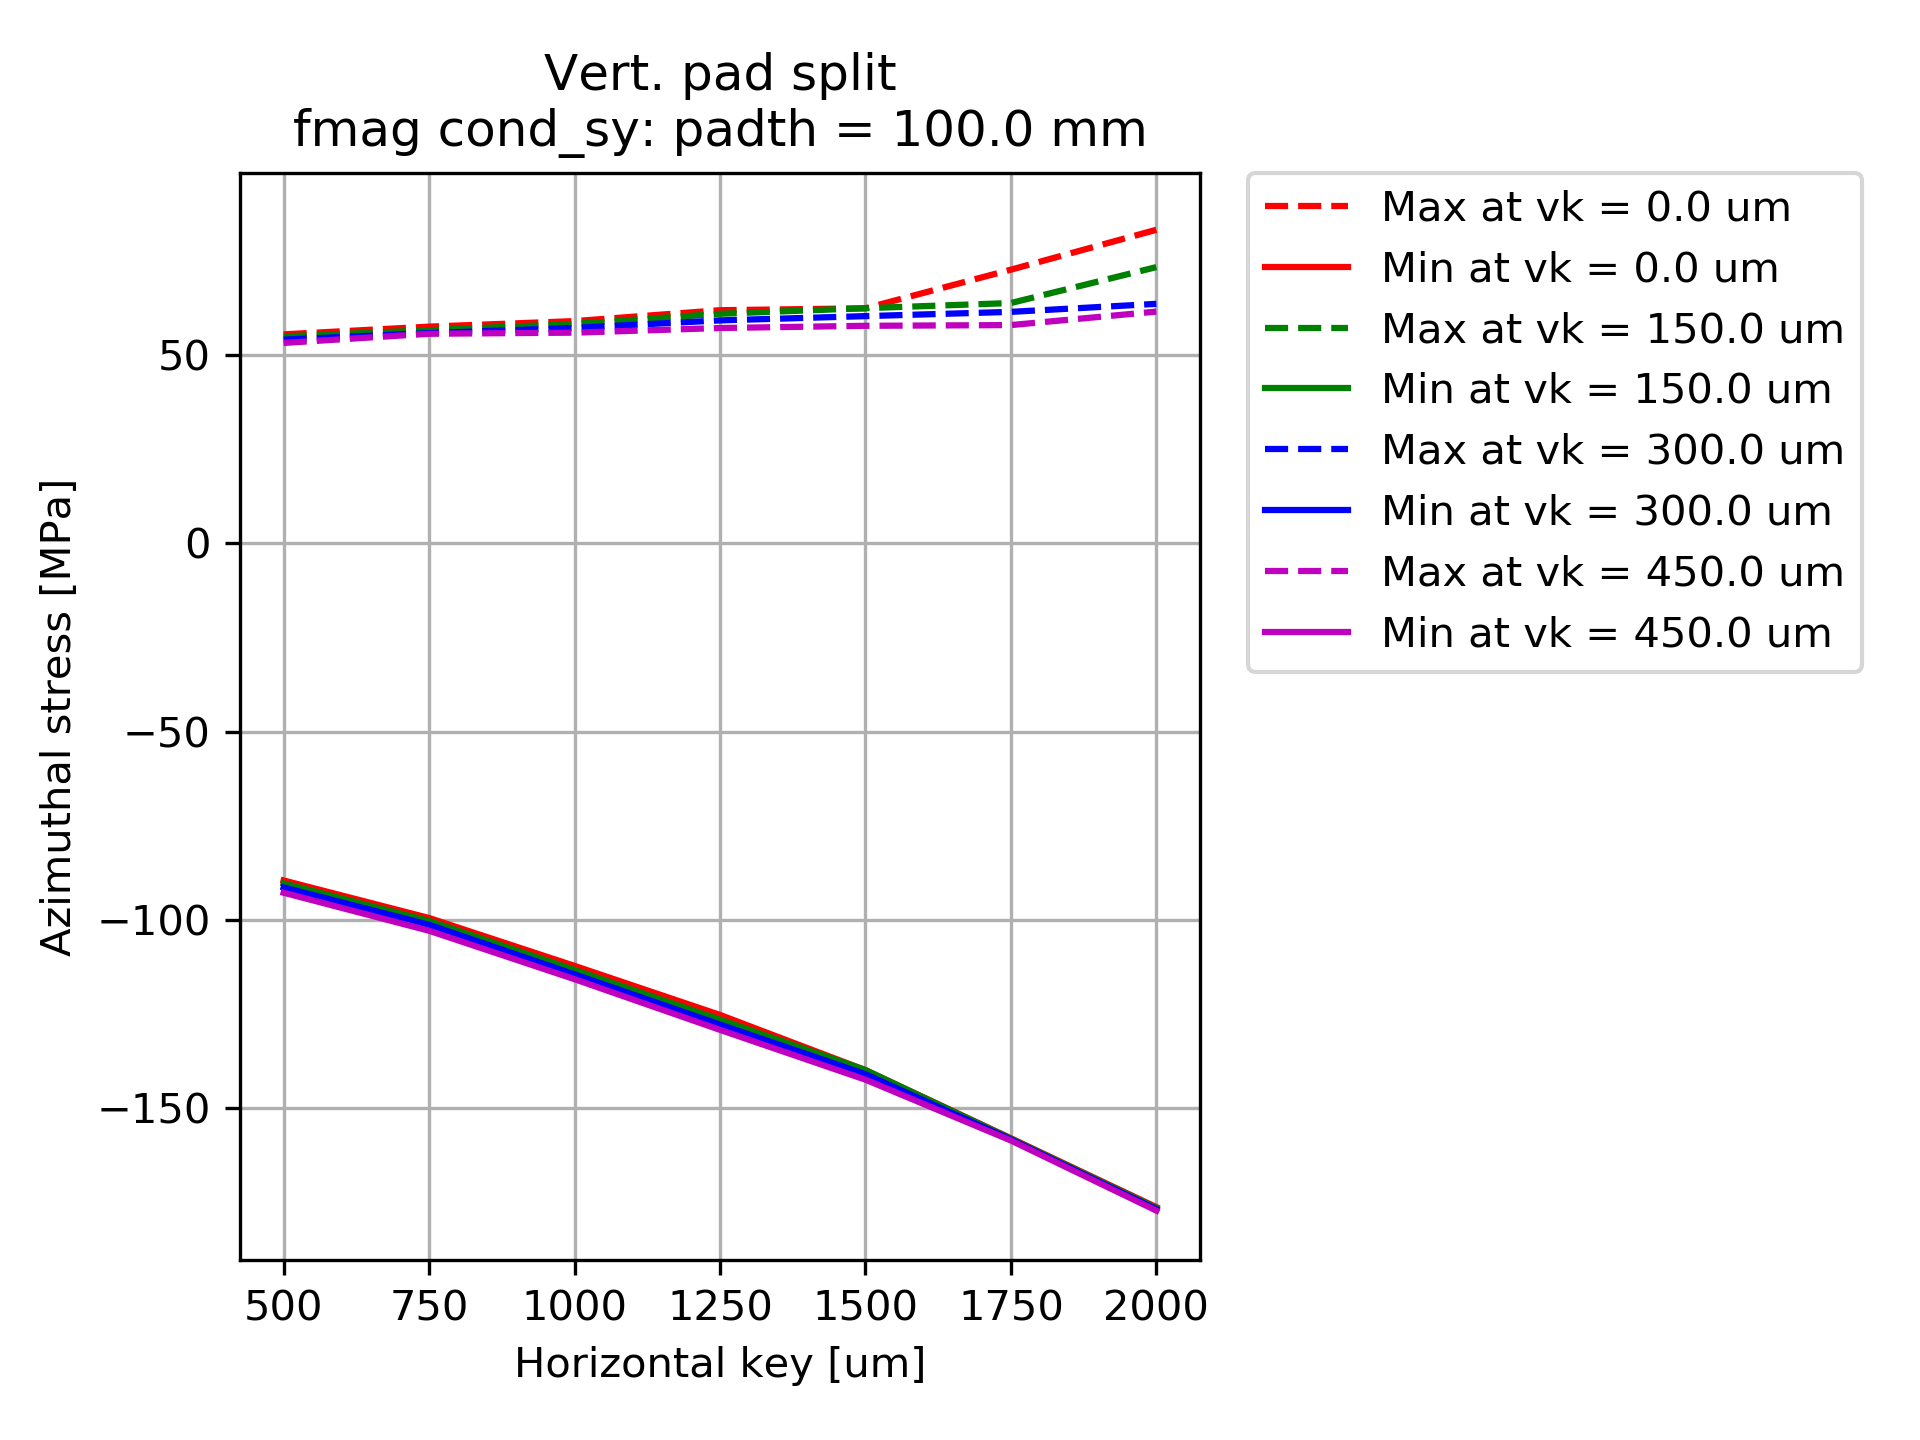 Vert. pad split
fmag cond_sy: padth = 100.0 mm
Max at vk = 0.0 um
Min at vk = 0.0 um
Max at vk = 150.0 um
Min at vk = 150.0 um
Max at vk = 300.0 um
Min at vk = 300.0 um
Max at vk = 450.0 um
Min at vk = 450.0 um
Azimuthal stress [MPa]
50
0
−50
−100
−150
500 750 1000 1250 1500 1750 2000
Horizontal key [um]